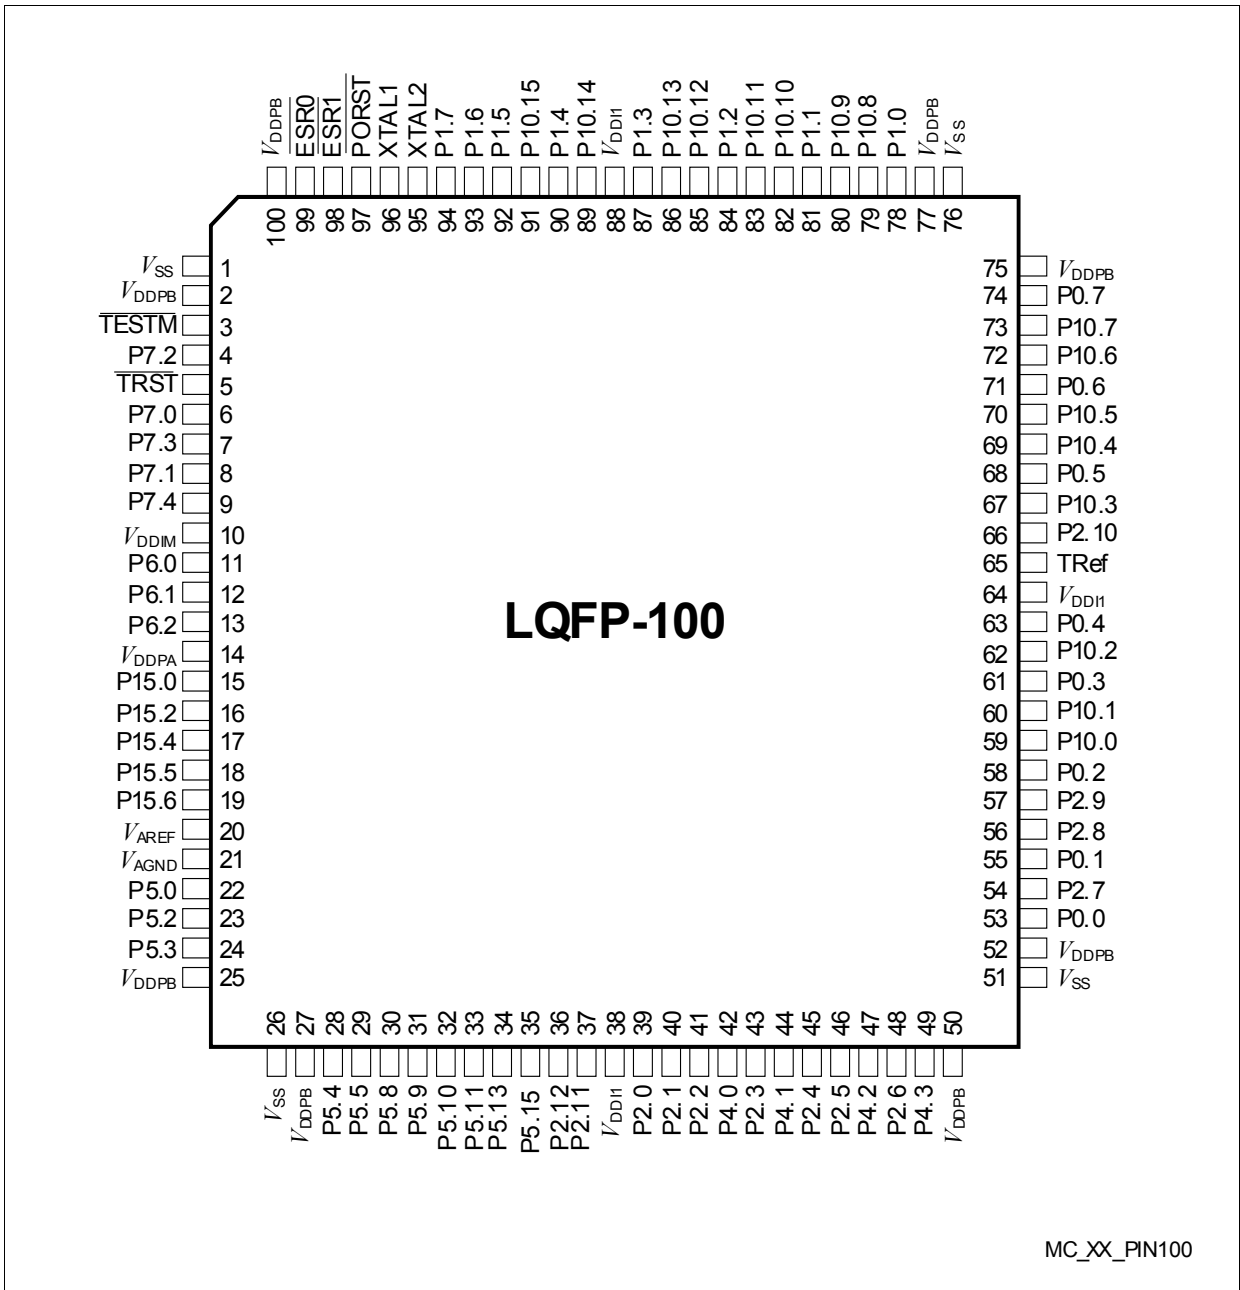 VDDPB
ESR0
ESR1
PORST
XTAL1
XTAL2
P1.7
P1.6
P1.5
P10.15
P1.4
P10.14
VDDI1
P1.3
P10.13
P10.12
P1.2
P10.11
P10.10
P1.1
P10.9
P10.8
P1.0
VDDPB
VSS
100 99 98 97 96 95 94 93 92 91 90 89 88 87 86 85 84 83 82 81 80 79 78 77 76
VSS 1
VDDPB 2
TESTM 3
P7.2 4
TRST 5
P7.0 6
P7.3 7
P7.1 8
P7.4 9
VDDIM 10
P6.0 11
P6.1 12
P6.2 13
VDDPA 14
P15.0 15
P15.2 16
P15.4 17
P15.5 18
P15.6 19
VAREF 20
VAGND 21
P5.0 22
P5.2 23
P5.3 24
VDDPB 25
LQFP-100
75 VDDPB
74 P0.7
73 P10.7
72 P10.6
71 P0.6
70 P10.5
69 P10.4
68 P0.5
67 P10.3
66 P2.10
65 TRef
64 VDDI1
63 P0.4
62 P10.2
61 P0.3
60 P10.1
59 P10.0
58 P0.2
57 P2.9
56 P2.8
55 P0.1
54 P2.7
53 P0.0
52 VDDPB
51 VSS
26 27 28 29 30 31 32 33 34 35 36 37 38 39 40 41 42 43 44 45 46 47 48 49 50
VSS
VDDPB
P5.4
P5.5
P5.8
P5.9
P5.10
P5.11
P5.13
P5.15
P2.12
P2.11
VDDI1
P2.0
P2.1
P2.2
P4.0
P2.3
P4.1
P2.4
P2.5
P4.2
P2.6
P4.3
VDDPB
MC_XX_PIN100